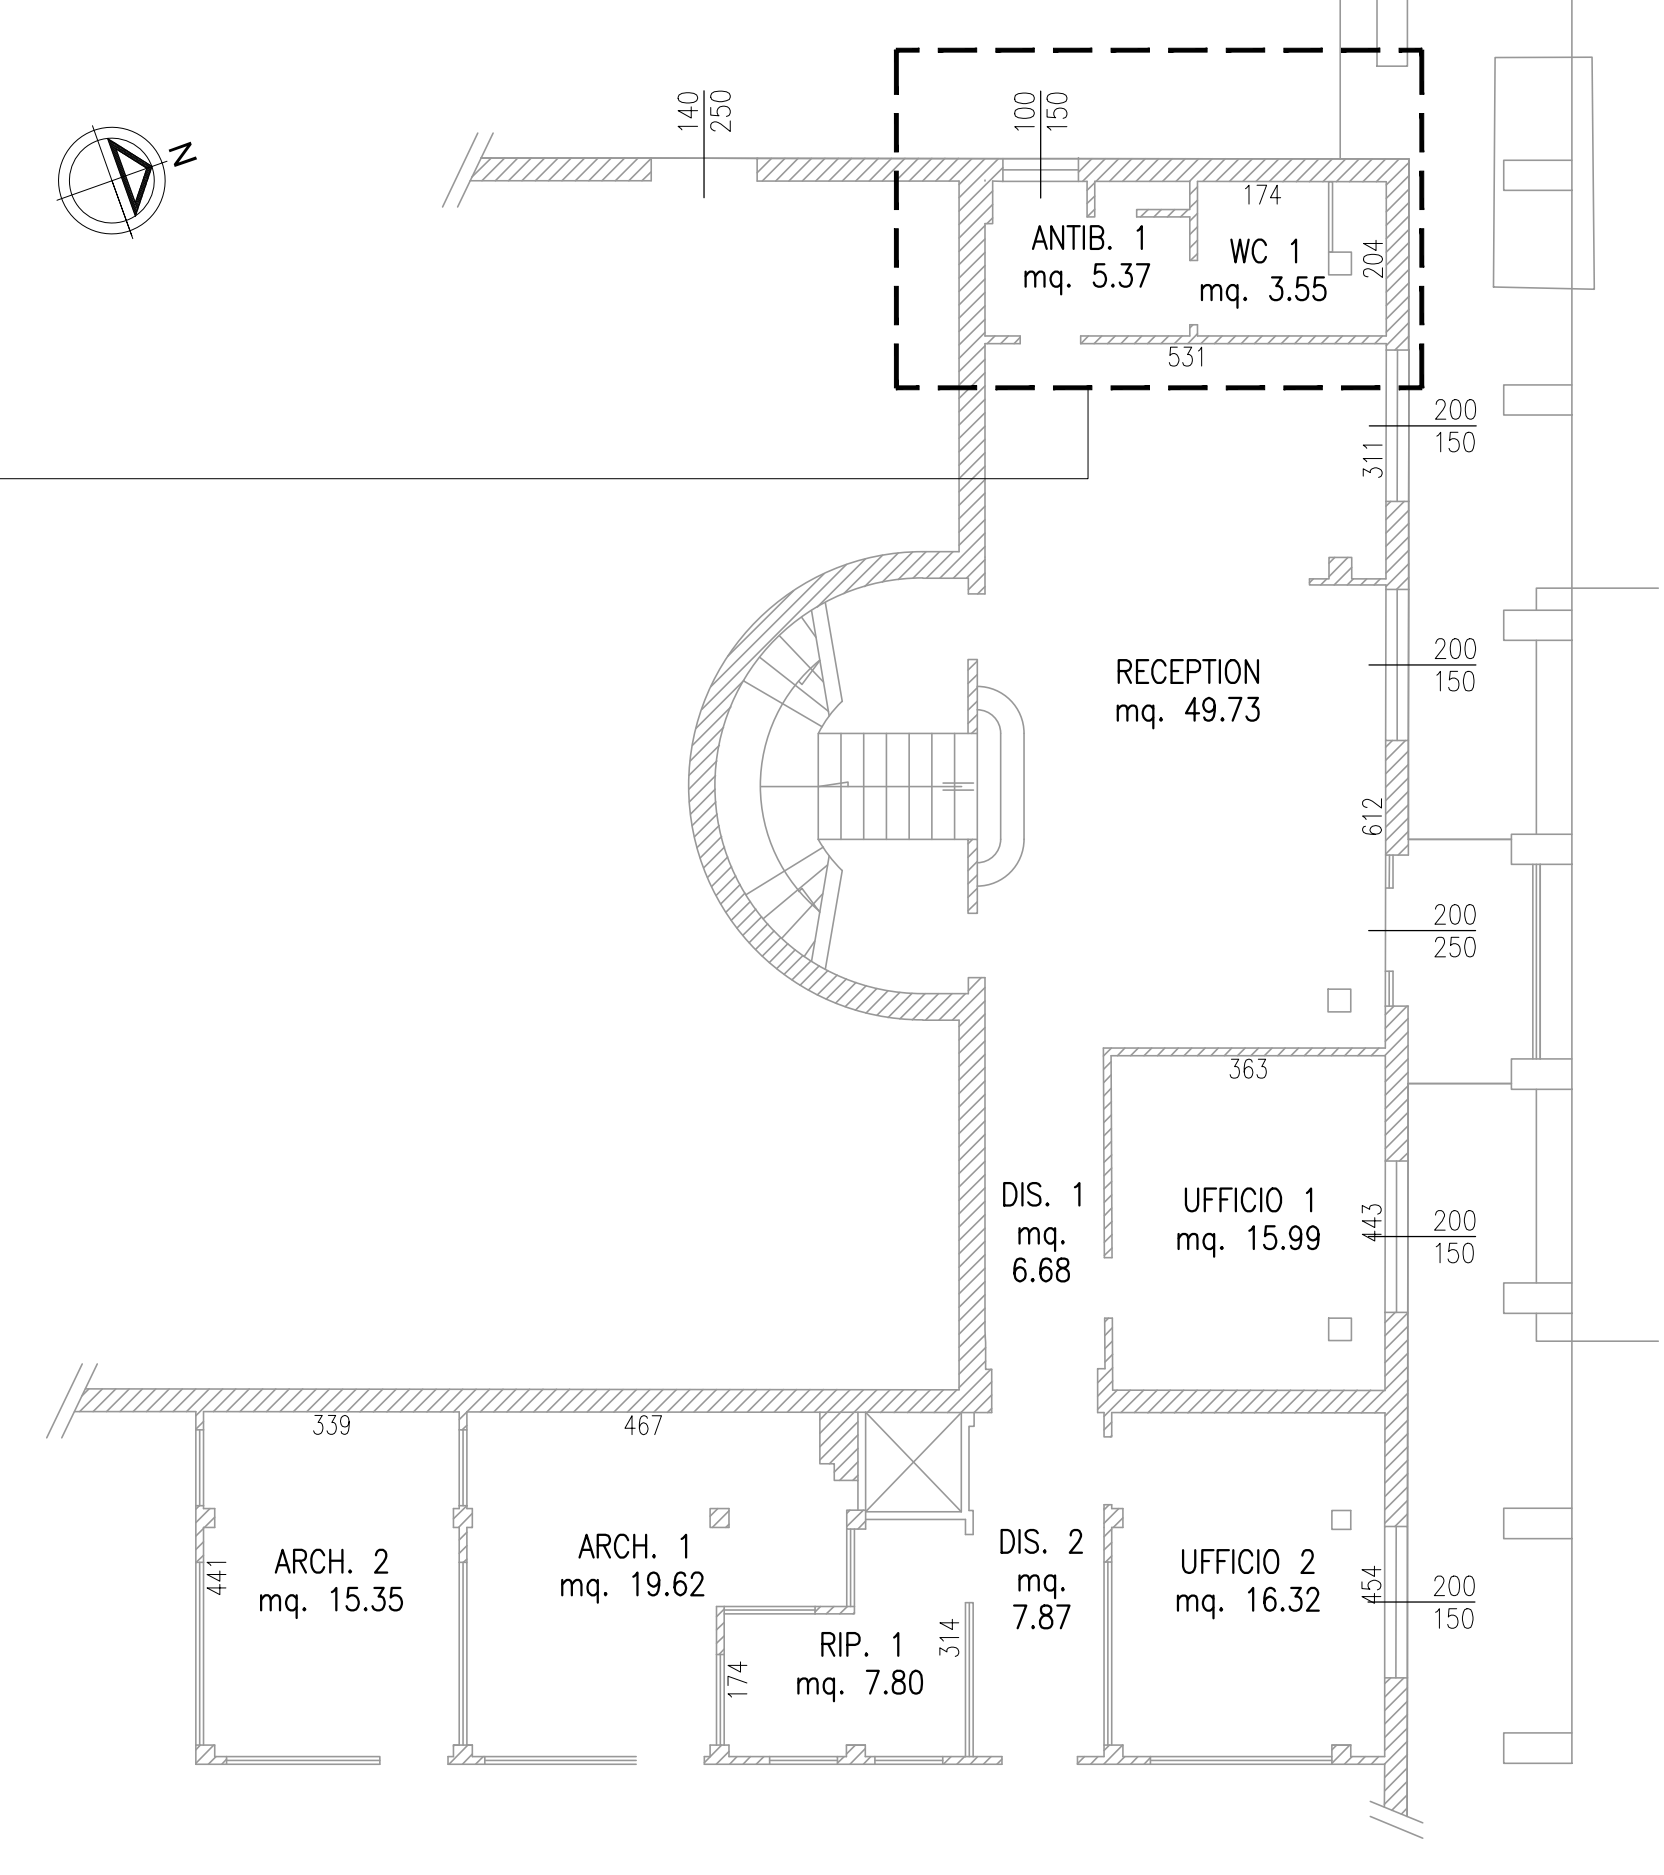 140
250
100
150
N
174
ANTIB. 1
mq. 5.37
WC 1
mq. 3.55
204
531
200
150
311
RECEPTION
mq. 49.73
200
150
612
200
250
363
DIS. 1
mq.
6.68
UFFICIO 1
mq. 15.99
443
200
150
339
467
ARCH. 2
mq. 15.35
441
ARCH. 1
mq. 19.62
DIS. 2
mq.
7.87
UFFICIO 2
mq. 16.32
454
200
150
RIP. 1
mq. 7.80
174
314